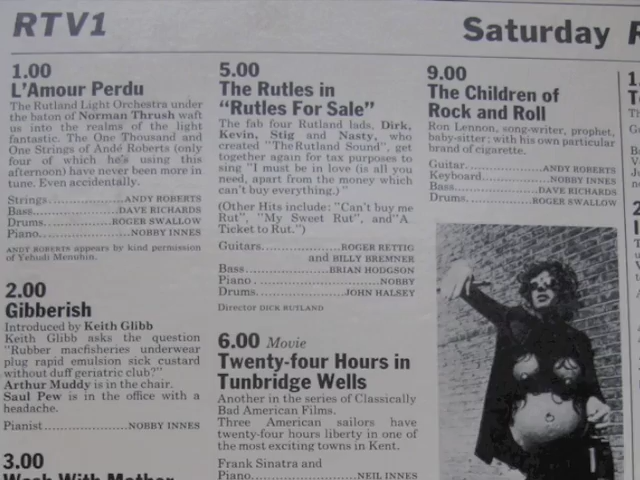 RTV1
Saturday R
1.00
L'Amour Perdu
The Rutland Light Orchestra under
the baton of Norman Thrush waft
us into the realms of the light
fantastic. The One Thousand and
One Strings of André Roberts (only
four of which he's using this
afternoon) have never been more in
tune. Even accidentally.
Strings....................ANDY ROBERTS
Bass....................DAVE RICHARDS
Drums................ROGER SWALLOW
Piano....................NOBBY INNES
ANDY ROBERTS appears by kind permission
of Yehudi Menuhin.
2.00
Gibberish
Introduced by Keith Glibb
Keith Glibb asks the question
"Rubber macfisheries underwear
plug rapid emulsion sick custard
without duff geriatric club?"
Arthur Muddy is in the chair.
Saul Pew is in the office with a
headache.
Pianist....................NOBBY INNES
3.00
Wash With Mother
5.00
The Rutles in
"Rutles For Sale"
The fab four Rutland lads, Dirk,
Kevin, Stig and Nasty, who
created "The Rutland Sound", get
together again for tax purposes to
sing "I must be in love (is all you
need, apart from the money which
can't buy everything.) "
(Other Hits include: "Can't buy me
Rut", "My Sweet Rut", and "A
Ticket to Rut.")
Guitars....................ROGER RETTIG
and BILLY BREMNER
Bass....................BRIAN HODGSON
Piano....................NOBBY
Drums....................JOHN HALSEY
Director DICK RUTLAND
6.00 Movie
Twenty-four Hours in
Tunbridge Wells
Another in the series of Classically
Bad American Films.
Three American sailors have
twenty-four hours liberty in one of
the most exciting towns in Kent.
Frank Sinatra and
Piano....................NEIL INNES
9.00
The Children of
Rock and Roll
Ron Lennon, song-writer, prophet,
baby-sitter; with his own particular
brand of cigarette.
Guitar....................ANDY ROBERTS
Keyboard....................NOBBY INNES
Bass....................DAVE RICHARDS
Drums....................ROGER SWALLOW